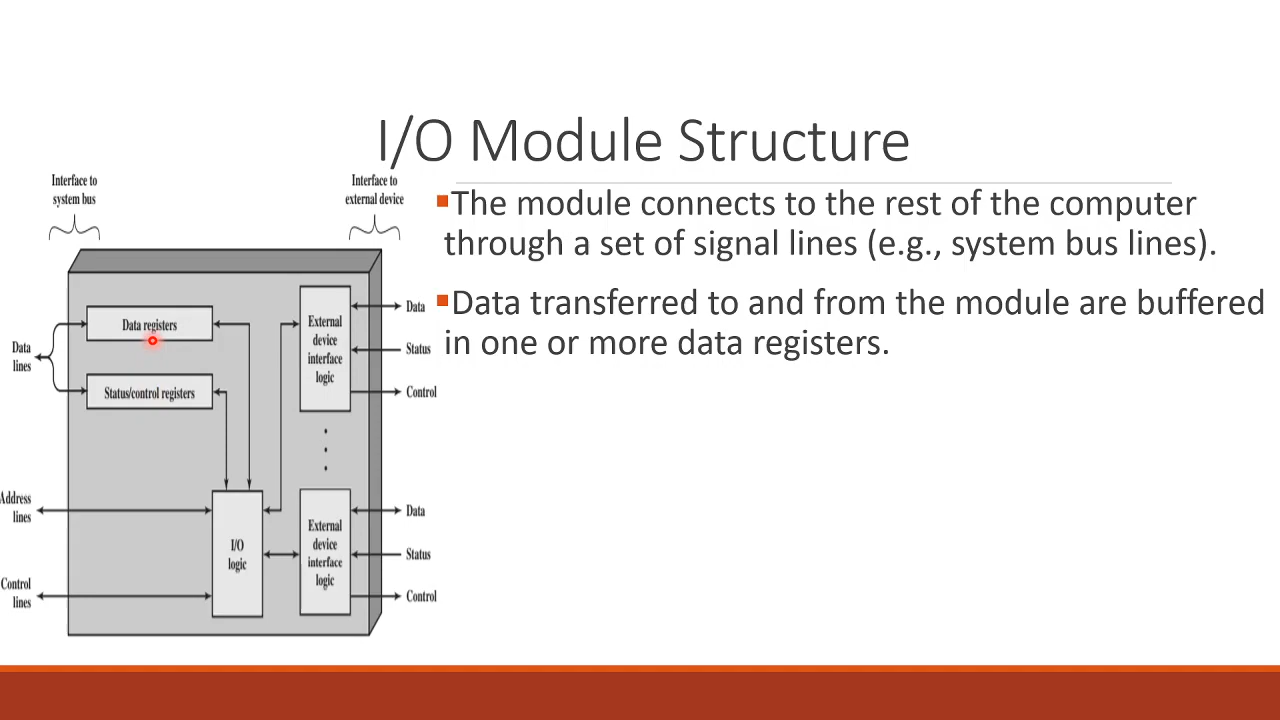 I/O Module Structure
Interface to
system bus
Interface to
external device
▪The module connects to the rest of the computer
through a set of signal lines (e.g., system bus lines).
▪Data transferred to and from the module are buffered
in one or more data registers.
Data
lines
Data registers
Status/control registers
External
device
interface
logic
Data
Status
Control
Address
lines
I/O
logic
External
device
interface
logic
Data
Status
Control
Control
lines